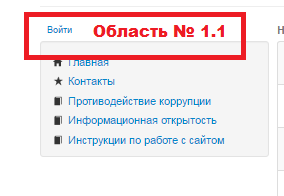 Войти Область № 1.1
Главная
Контакты
Противодействие коррупции
Информационная открытость
Инструкции по работе с сайтом